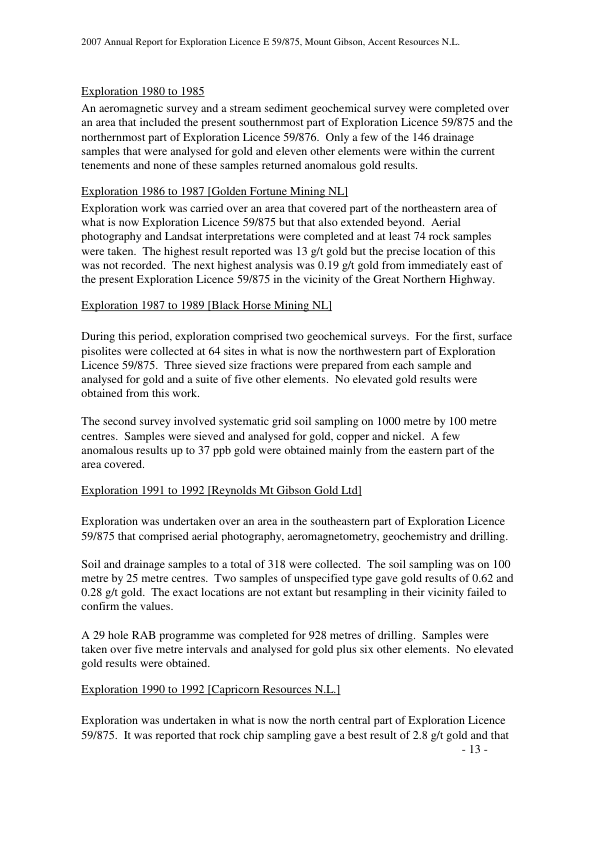 2007 Annual Report for Exploration Licence E 59/875, Mount Gibson, Accent Resources N.L.
Exploration 1980 to 1985
An aeromagnetic survey and a stream sediment geochemical survey were completed over
an area that included the present southernmost part of Exploration Licence 59/875 and the
northernmost part of Exploration Licence 59/876.  Only a few of the 146 drainage
samples that were analysed for gold and eleven other elements were within the current
tenements and none of these samples returned anomalous gold results.
Exploration 1986 to 1987 [Golden Fortune Mining NL]
Exploration work was carried over an area that covered part of the northeastern area of
what is now Exploration Licence 59/875 but that also extended beyond.  Aerial
photography and Landsat interpretations were completed and at least 74 rock samples
were taken.  The highest result reported was 13 g/t gold but the precise location of this
was not recorded.  The next highest analysis was 0.19 g/t gold from immediately east of
the present Exploration Licence 59/875 in the vicinity of the Great Northern Highway.
Exploration 1987 to 1989 [Black Horse Mining NL]
During this period, exploration comprised two geochemical surveys.  For the first, surface
pisolites were collected at 64 sites in what is now the northwestern part of Exploration
Licence 59/875.  Three sieved size fractions were prepared from each sample and
analysed for gold and a suite of five other elements.  No elevated gold results were
obtained from this work.
The second survey involved systematic grid soil sampling on 1000 metre by 100 metre
centres.  Samples were sieved and analysed for gold, copper and nickel.  A few
anomalous results up to 37 ppb gold were obtained mainly from the eastern part of the
area covered.
Exploration 1991 to 1992 [Reynolds Mt Gibson Gold Ltd]
Exploration was undertaken over an area in the southeastern part of Exploration Licence
59/875 that comprised aerial photography, aeromagnetometry, geochemistry and drilling.
Soil and drainage samples to a total of 318 were collected.  The soil sampling was on 100
metre by 25 metre centres.  Two samples of unspecified type gave gold results of 0.62 and
0.28 g/t gold.  The exact locations are not extant but resampling in their vicinity failed to
confirm the values.
A 29 hole RAB programme was completed for 928 metres of drilling.  Samples were
taken over five metre intervals and analysed for gold plus six other elements.  No elevated
gold results were obtained.
Exploration 1990 to 1992 [Capricorn Resources N.L.]
Exploration was undertaken in what is now the north central part of Exploration Licence
59/875.  It was reported that rock chip sampling gave a best result of 2.8 g/t gold and that
- 13 -